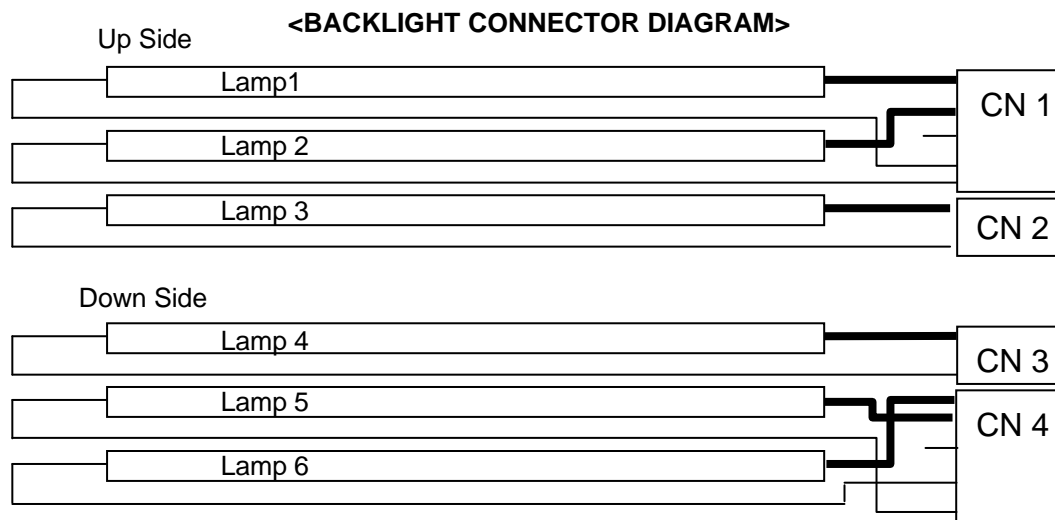 <BACKLIGHT CONNECTOR DIAGRAM>
Up Side
Lamp1
CN 1
Lamp 2
Lamp 3
CN 2
Down Side
Lamp 4
CN 3
Lamp 5
CN 4
Lamp 6